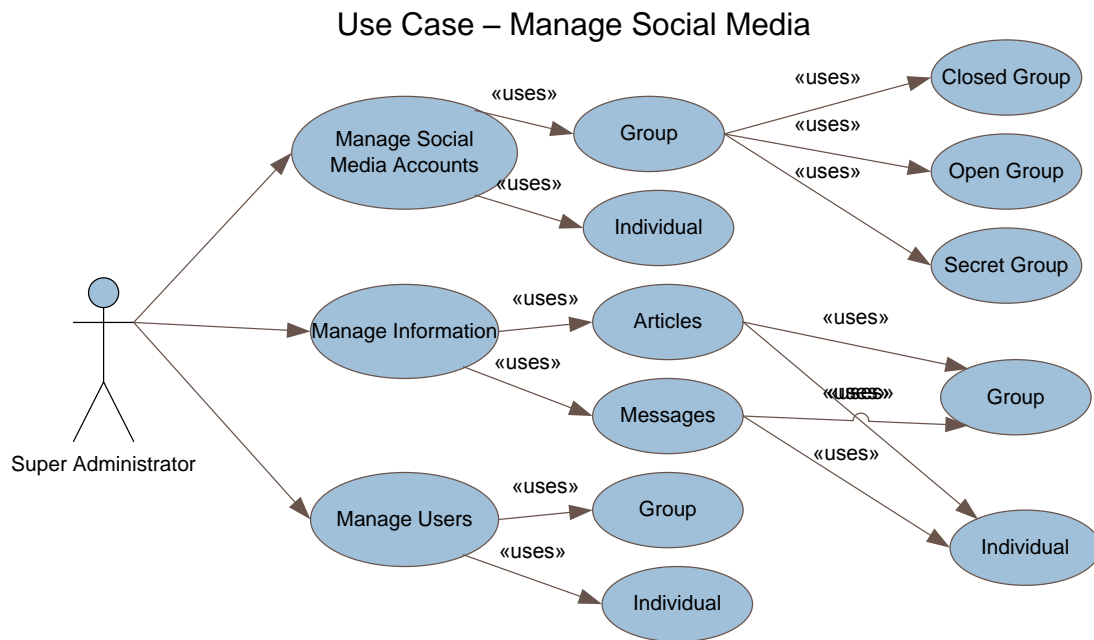 Use Case – Manage Social Media
Closed Group
«uses»
«uses»
Manage Social
Media Accounts
Group
«uses»
Open Group
«uses»
«uses»
Individual
Secret Group
Manage Information
«uses»
Articles
«uses»
«uses»
Messages
«uses»
«uses»
Group
«uses»
Super Administrator
Manage Users
«uses»
Group
Individual
«uses»
Individual